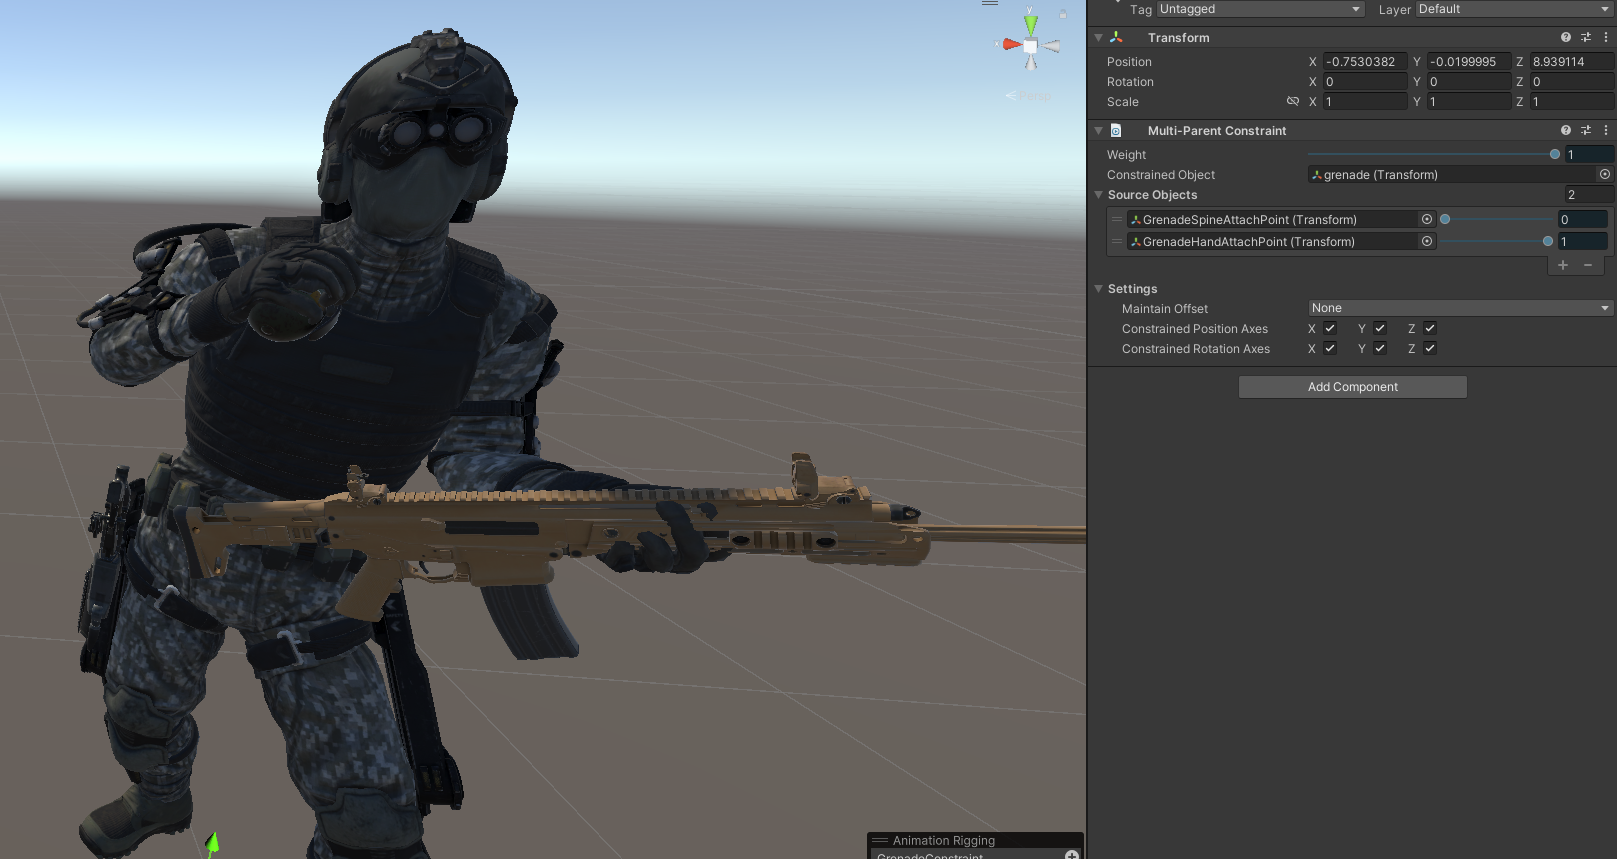 Tag Untagged Layer Default
Transform
Position X -0.7530382 Y -0.0199995 Z 8.939114
Rotation X 0 Y 0 Z 0
Scale X 1 Y 1 Z 1
Multi-Parent Constraint
Weight 1
Constrained Object grenade (Transform)
Source Objects 2
GrenadeSpineAttachPoint (Transform) 0
GrenadeHandAttachPoint (Transform) 1
+ −
Settings
Maintain Offset None
Constrained Position Axes X Y Z
Constrained Rotation Axes X Y Z
Add Component
y
x
Persp
Animation Rigging
GrenadeConstraint